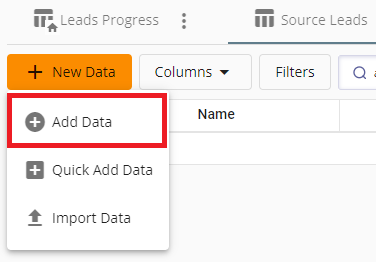 Leads Progress
Source Leads
New Data
Columns
Filters
Add Data
Name
Quick Add Data
Import Data